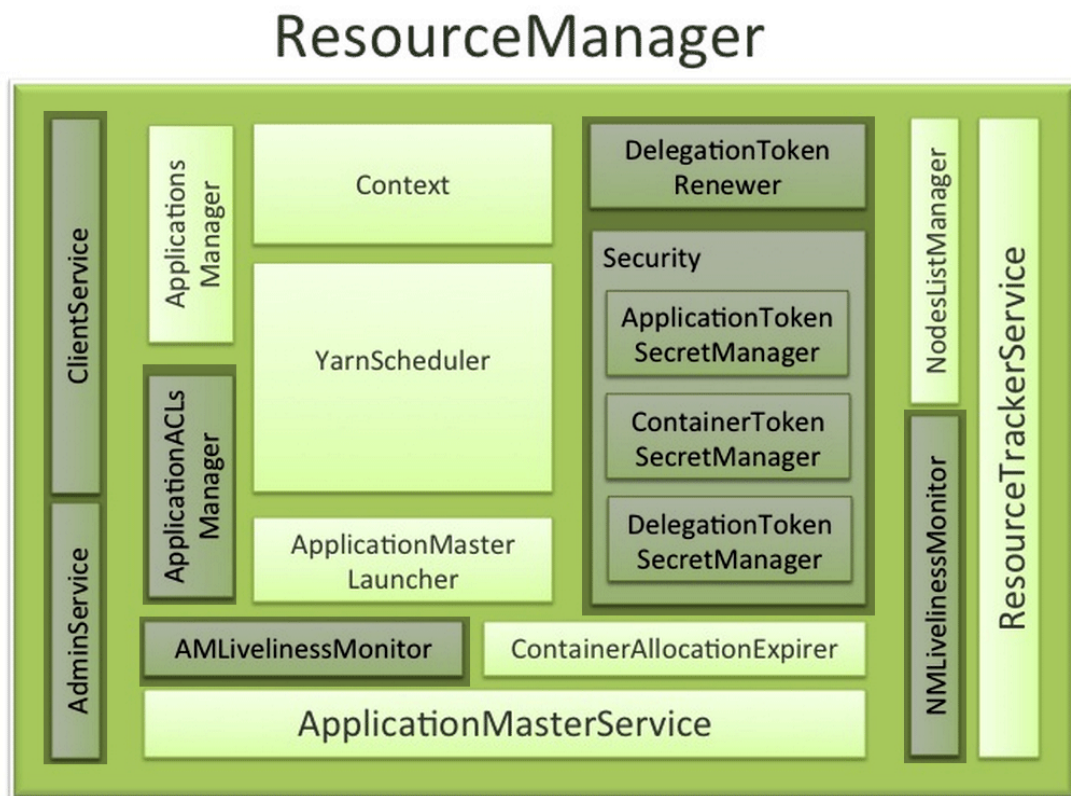 ResourceManager
ClientService
AdminService
Applications
Manager
ApplicationACLs
Manager
Context
YarnScheduler
ApplicationMaster
Launcher
DelegationToken
Renewer
Security
ApplicationToken
SecretManager
ContainerToken
SecretManager
DelegationToken
SecretManager
NodesListManager
NMLivelinessMonitor
ResourceTrackerService
AMLivelinessMonitor
ContainerAllocationExpirer
ApplicationMasterService